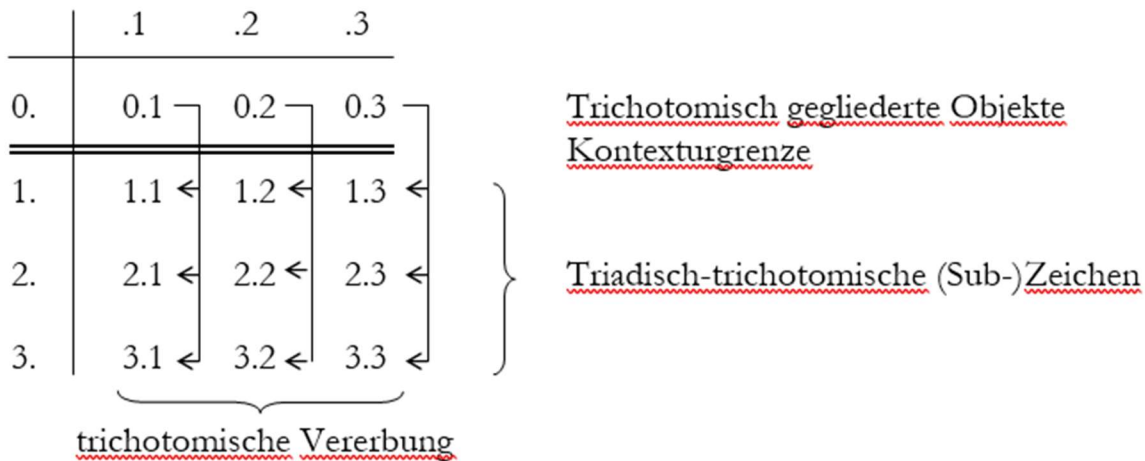 .1 .2 .3
0. 0.1 0.2 0.3 Trichotomisch gegliederte Objekte
Kontexturgrenze
1. 1.1 1.2 1.3
2. 2.1 2.2 2.3 Triadisch-trichotomische (Sub-)Zeichen
3. 3.1 3.2 3.3
trichotomische Vererbung